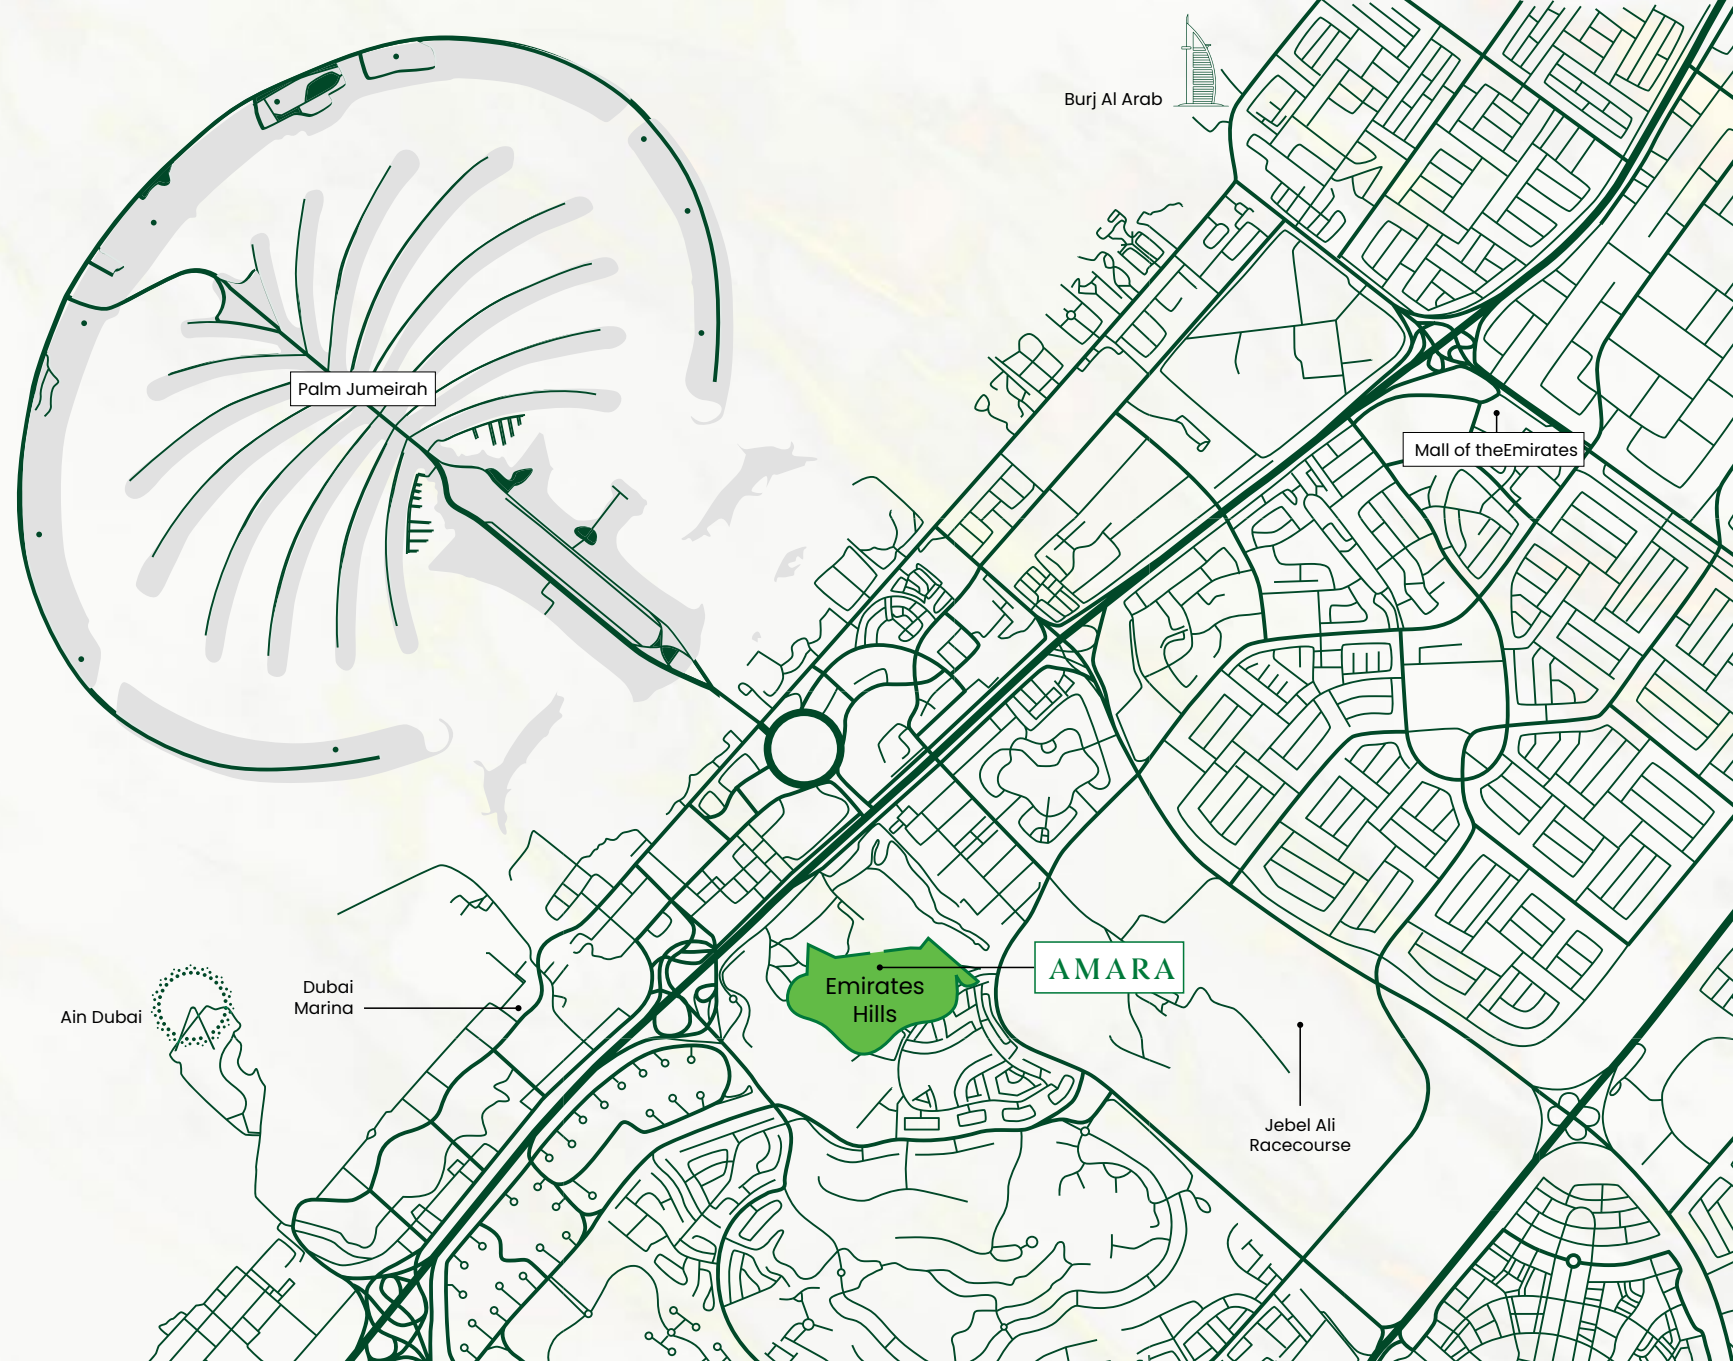 Burj Al Arab
Palm Jumeirah
Mall of theEmirates
AMARA
Emirates
Hills
Dubai
Marina
Ain Dubai
Jebel Ali
Racecourse